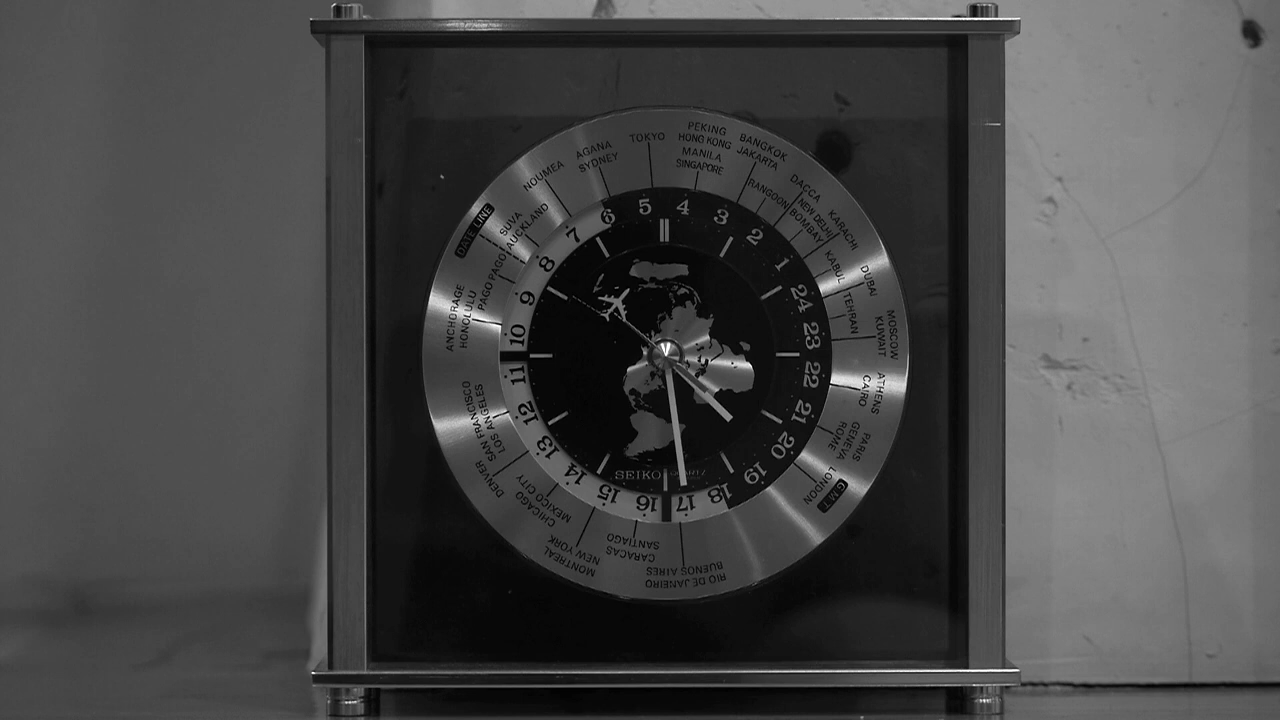 PEKING
HONG KONG
MANILA
SINGAPORE
BANGKOK
JAKARTA
RANGOON
DACCA
NEW DELHI
BOMBAY
KARACHI
KABUL
DUBAI
TEHRAN
MOSCOW
KUWAIT
ATHENS
CAIRO
PARIS
GENEVA
ROME
G.M.T
LONDON
RIO DE JANEIRO
BUENOS AIRES
SANTIAGO
CARACAS
NEW YORK
MONTREAL
MEXICO CITY
CHICAGO
DENVER
SAN FRANCISCO
LOS ANGELES
ANCHORAGE
HONOLULU
PAGO PAGO
DATE LINE
SUVA
AUCKLAND
NOUMEA
AGANA
SYDNEY
TOKYO
4
3
2
1
24
23
22
21
20
19
18
17
16
15
14
13
12
11
10
9
8
7
6
5
SEIKO